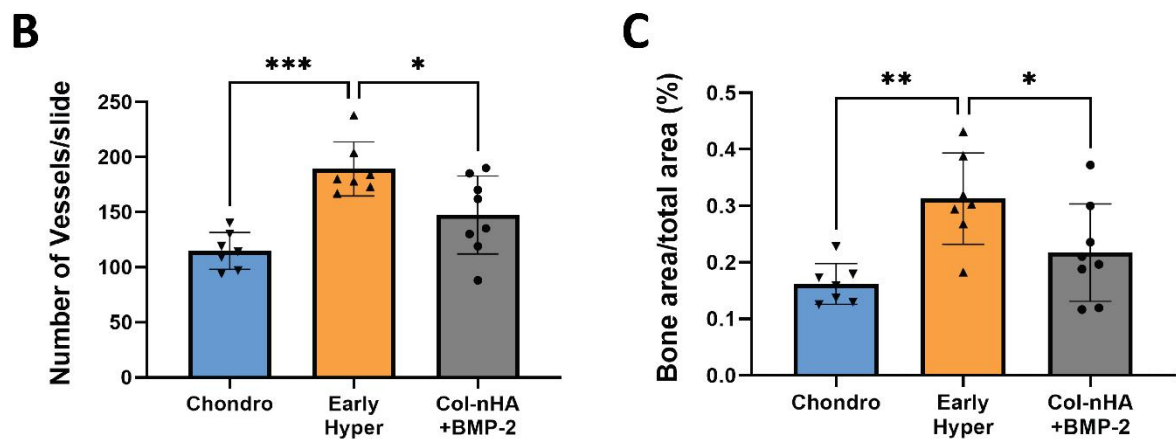 B
*** *
Number of Vessels/slide
250
200
150
100
50
0
Chondro
Early
Hyper
Col-nHA
+BMP-2
C
** *
Bone area/total area (%)
0.5
0.4
0.3
0.2
0.1
0.0
Chondro
Early
Hyper
Col-nHA
+BMP-2